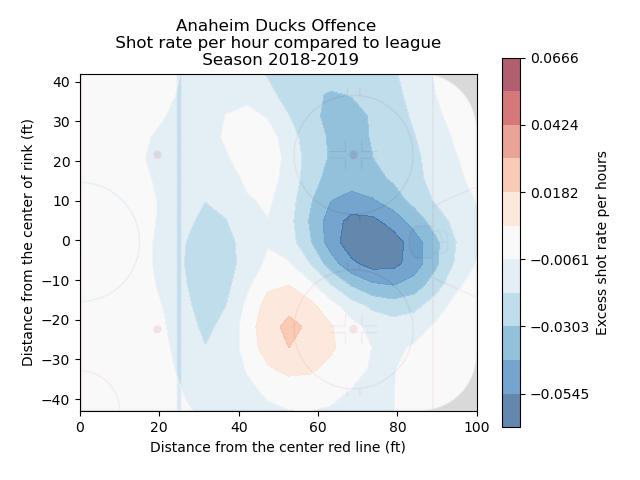 Anaheim Ducks Offence
Shot rate per hour compared to league
Season 2018-2019
40
30
20
10
0
−10
−20
−30
−40
Distance from the center of rink (ft)
0 20 40 60 80 100
Distance from the center red line (ft)
0.0666
0.0424
0.0182
−0.0061
−0.0303
−0.0545
Excess shot rate per hours